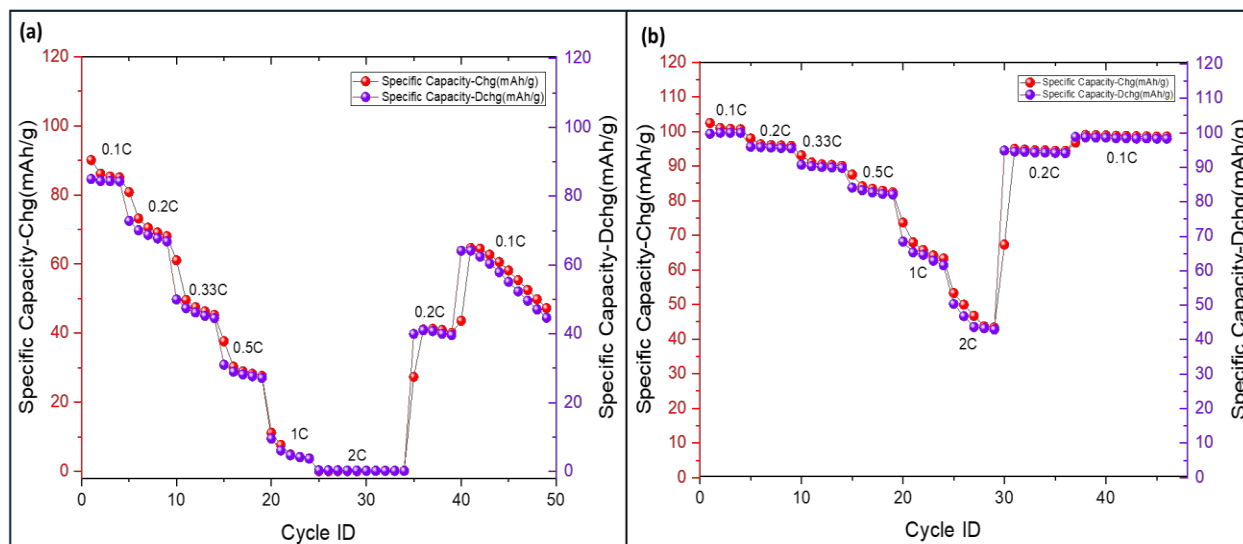 (a)
Specific Capacity-Chg(mAh/g)
120
100
80
60
40
20
0
Specific Capacity-Chg(mAh/g)
Specific Capacity-Dchg(mAh/g)
0.1C
0.2C
0.33C
0.5C
1C
2C
0.2C
0.1C
120
100
80
60
40
20
0
Specific Capacity-Dchg(mAh/g)
0 10 20 30 40 50
Cycle ID
(b)
Specific Capacity-Chg(mAh/g)
120
110
100
90
80
70
60
50
40
30
20
10
0
Specific Capacity-Chg(mAh/g)
Specific Capacity-Dchg(mAh/g)
0.1C
0.2C
0.33C
0.5C
1C
2C
0.2C
0.1C
120
110
100
90
80
70
60
50
40
30
20
10
0
Specific Capacity-Dchg(mAh/g)
0 10 20 30 40
Cycle ID